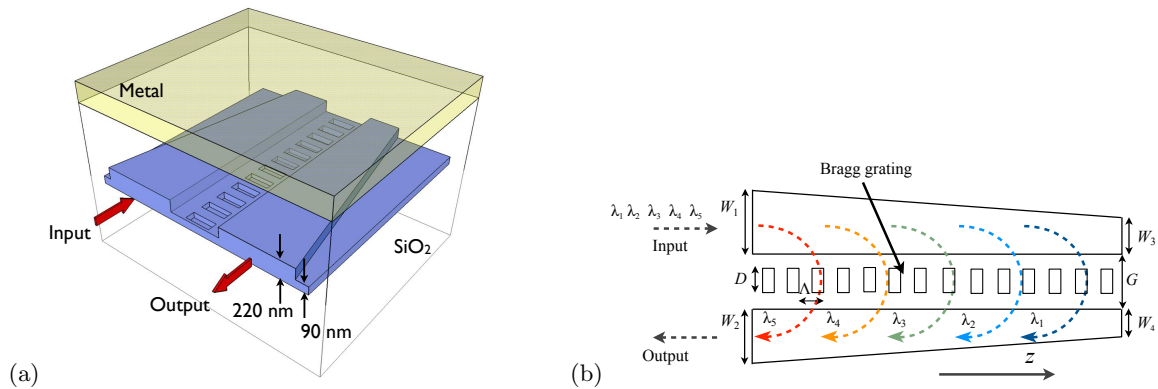 Metal
Input
Output
SiO₂
220 nm
90 nm
(a)
Bragg grating
λ₁ λ₂ λ₃ λ₄ λ₅
Input
W₁
W₃
D
Λ
G
W₂
λ₅
λ₄
λ₃
λ₂
λ₁
W₄
Output
z
(b)